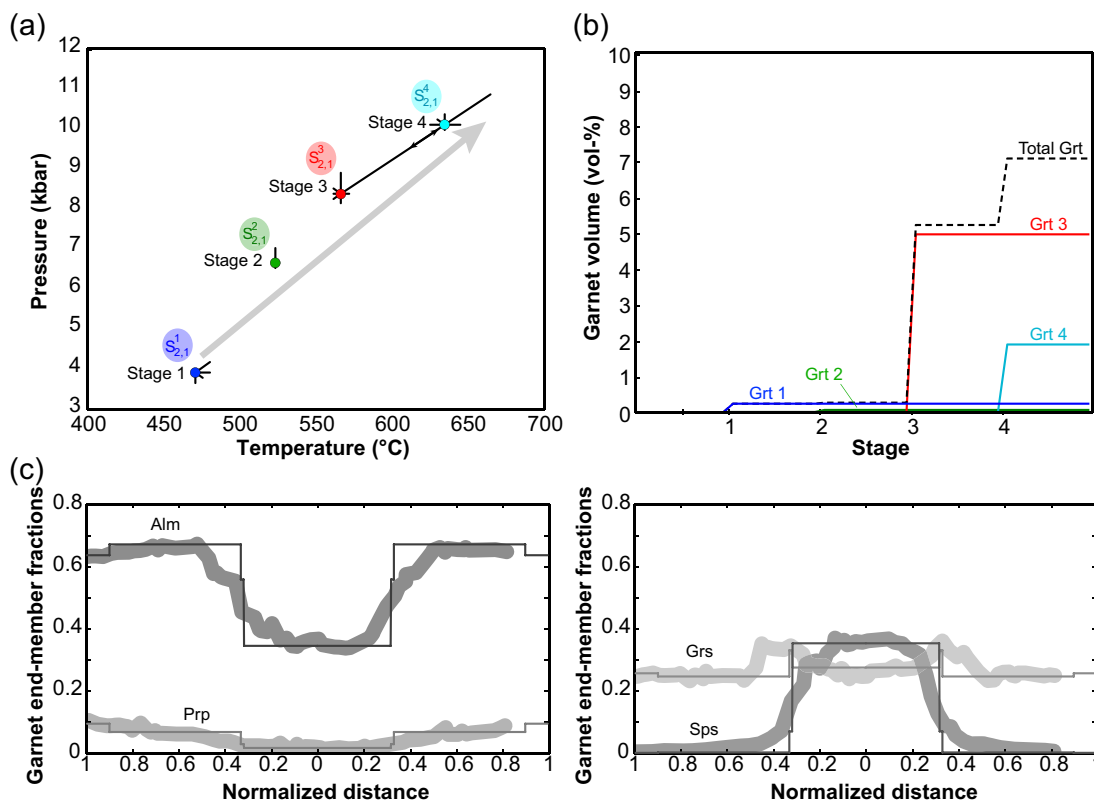 (a)
12
11
10
9
8
7
6
5
4
3
400
450
500
550
600
650
700
Pressure (kbar)
Temperature (°C)
S 4 2,1
Stage 4
S 3 2,1
Stage 3
S 2 2,1
Stage 2
S 1 2,1
Stage 1
(b)
10
9
8
7
6
5
4
3
2
1
0
1
2
3
4
Garnet volume (vol-%)
Stage
Total Grt
Grt 3
Grt 4
Grt 2
Grt 1
(c)
0.8
0.6
0.4
0.2
0
1
0.8
0.6
0.4
0.2
0
0.2
0.4
0.6
0.8
1
Garnet end-member fractions
Normalized distance
Alm
Prp
0.8
0.6
0.4
0.2
0
1
0.8
0.6
0.4
0.2
0
0.2
0.4
0.6
0.8
1
Garnet end-member fractions
Normalized distance
Grs
Sps